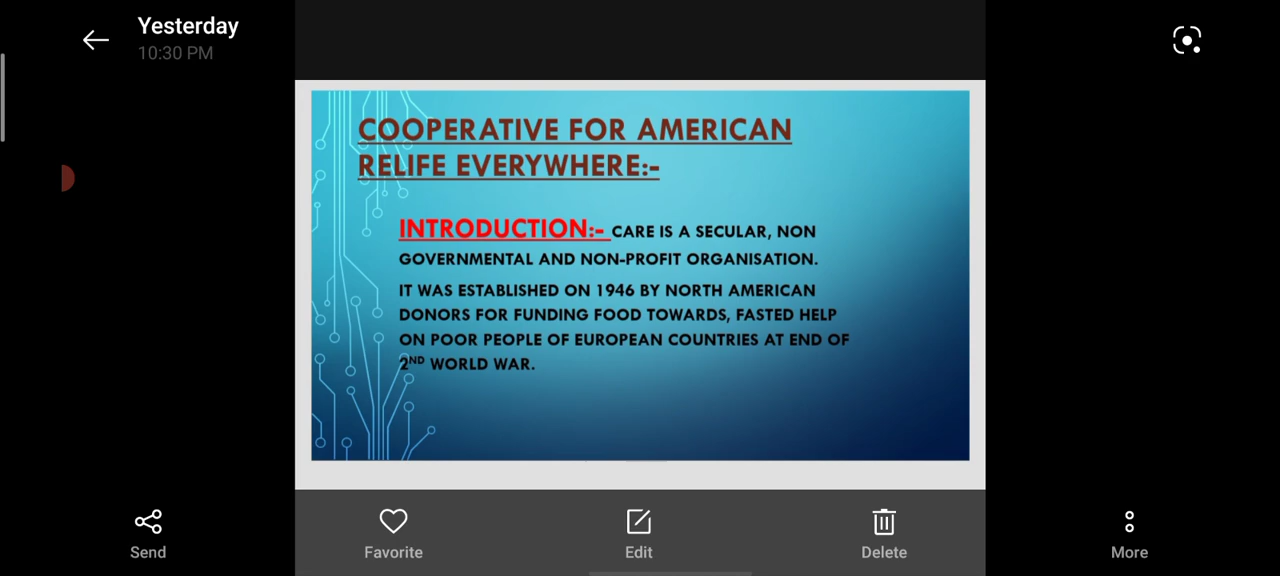 Yesterday
10:30 PM
COOPERATIVE FOR AMERICAN
RELIFE EVERYWHERE:-
INTRODUCTION:- CARE IS A SECULAR, NON
GOVERNMENTAL AND NON-PROFIT ORGANISATION.
IT WAS ESTABLISHED ON 1946 BY NORTH AMERICAN
DONORS FOR FUNDING FOOD TOWARDS, FASTED HELP
ON POOR PEOPLE OF EUROPEAN COUNTRIES AT END OF
2ND WORLD WAR.
Send
Favorite
Edit
Delete
More